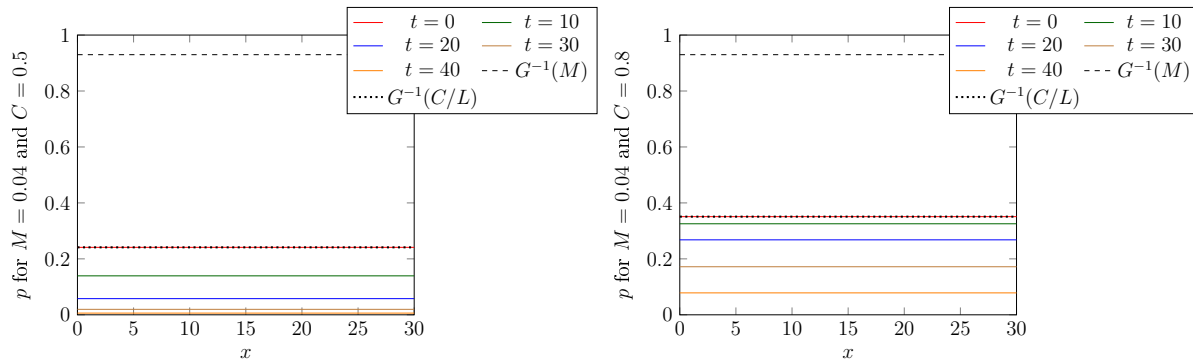 t = 0
t = 10
t = 20
t = 30
t = 40
G⁻¹(M)
G⁻¹(C/L)
p for M = 0.04 and C = 0.5
1
0.8
0.6
0.4
0.2
0
0 5 10 15 20 25 30
x
t = 0
t = 10
t = 20
t = 30
t = 40
G⁻¹(M)
G⁻¹(C/L)
p for M = 0.04 and C = 0.8
1
0.8
0.6
0.4
0.2
0
0 5 10 15 20 25 30
x